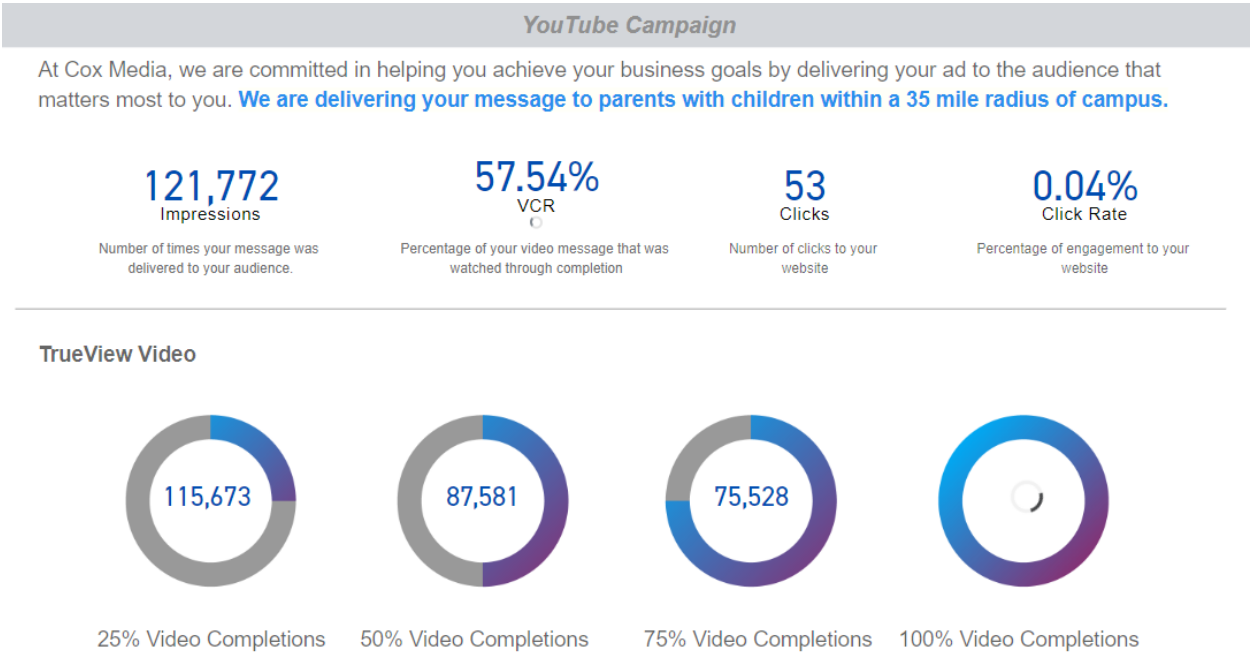 YouTube Campaign
At Cox Media, we are committed in helping you achieve your business goals by delivering your ad to the audience that
matters most to you. We are delivering your message to parents with children within a 35 mile radius of campus.
121,772
Impressions
Number of times your message was
delivered to your audience.
57.54%
VCR
Percentage of your video message that was
watched through completion
53
Clicks
Number of clicks to your
website
0.04%
Click Rate
Percentage of engagement to your
website
TrueView Video
115,673
87,581
75,528
25% Video Completions
50% Video Completions
75% Video Completions
100% Video Completions